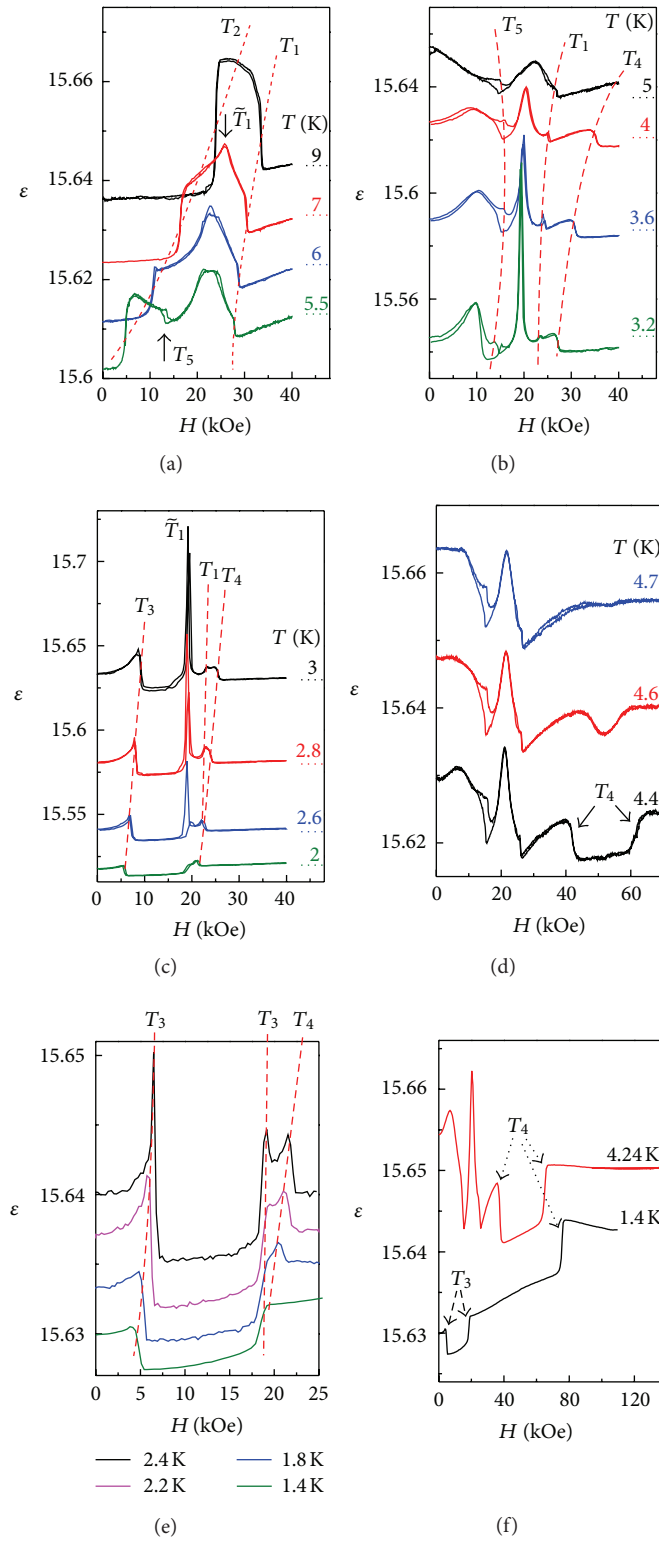 T2
T1
15.66
T (K)
T̃1
9
ε
15.64
7
6
15.62
5.5
T5
15.6
0 10 20 30 40
H (kOe)
(a)
T (K)
T5
T1
T4
15.64
5
4
ε
15.6
3.6
15.56
3.2
0 10 20 30 40
H (kOe)
(b)
T̃1
T1 T4
15.7
T3
T (K)
15.65
3
ε
15.6
2.8
15.55
2.6
2
0 10 20 30 40
H (kOe)
(c)
T (K)
15.66
4.7
ε
4.6
15.64
T4
4.4
15.62
0 20 40 60
H (kOe)
(d)
T3 T3 T4
15.65
ε
15.64
15.63
0 5 10 15 20 25
H (kOe)
2.4 K 1.8 K
2.2 K 1.4 K
(e)
15.66
T4
4.24 K
15.65
ε
1.4 K
15.64
T3
15.63
0 40 80 120
H (kOe)
(f)